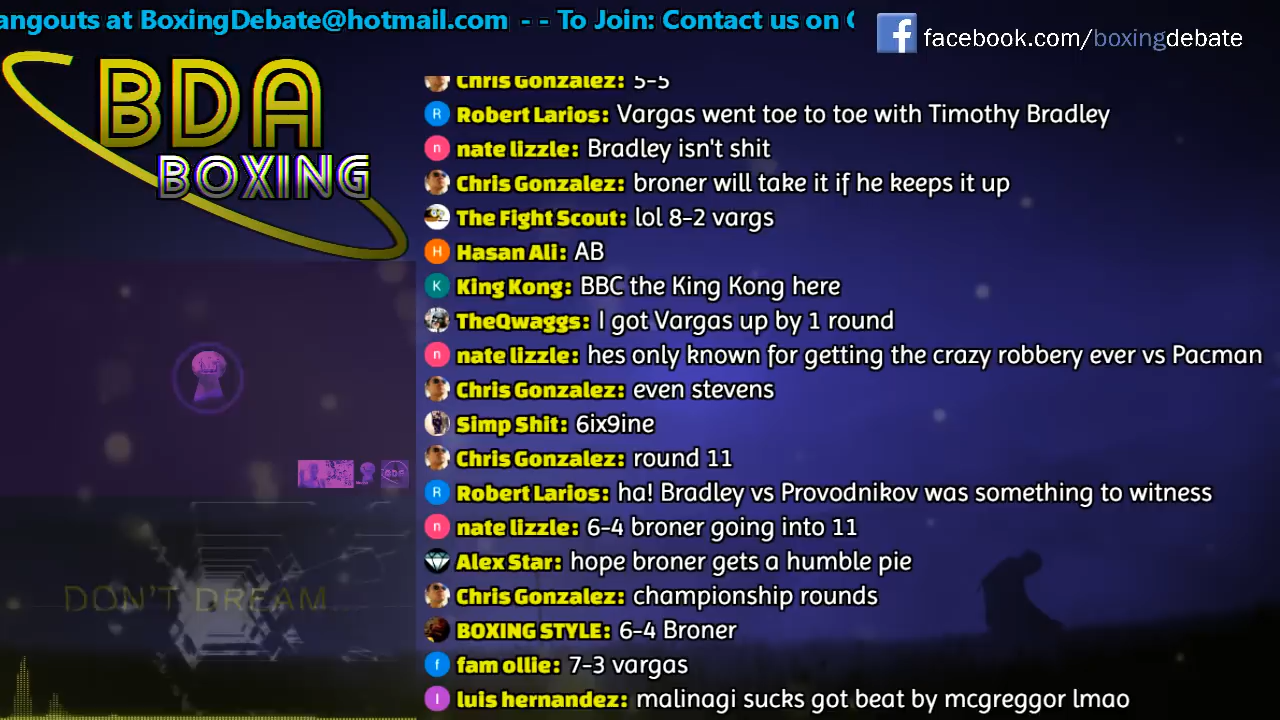 angouts at BoxingDebate@hotmail.com - - To Join: Contact us on
facebook.com/boxingdebate
BDA
BOXING
Chris Gonzalez: 5-5
Robert Larios: Vargas went toe to toe with Timothy Bradley
nate lizzle: Bradley isn't shit
Chris Gonzalez: broner will take it if he keeps it up
The Fight Scout: lol 8-2 vargs
Hasan Ali: AB
King Kong: BBC the King Kong here
TheQwaggs: I got Vargas up by 1 round
nate lizzle: hes only known for getting the crazy robbery ever vs Pacman
Chris Gonzalez: even stevens
Simp Shit: 6ix9ine
Chris Gonzalez: round 11
Robert Larios: ha! Bradley vs Provodnikov was something to witness
nate lizzle: 6-4 broner going into 11
Alex Star: hope broner gets a humble pie
Chris Gonzalez: championship rounds
BOXING STYLE: 6-4 Broner
fam ollie: 7-3 vargas
luis hernandez: malinagi sucks got beat by mcgreggor lmao
DON'T DREAM